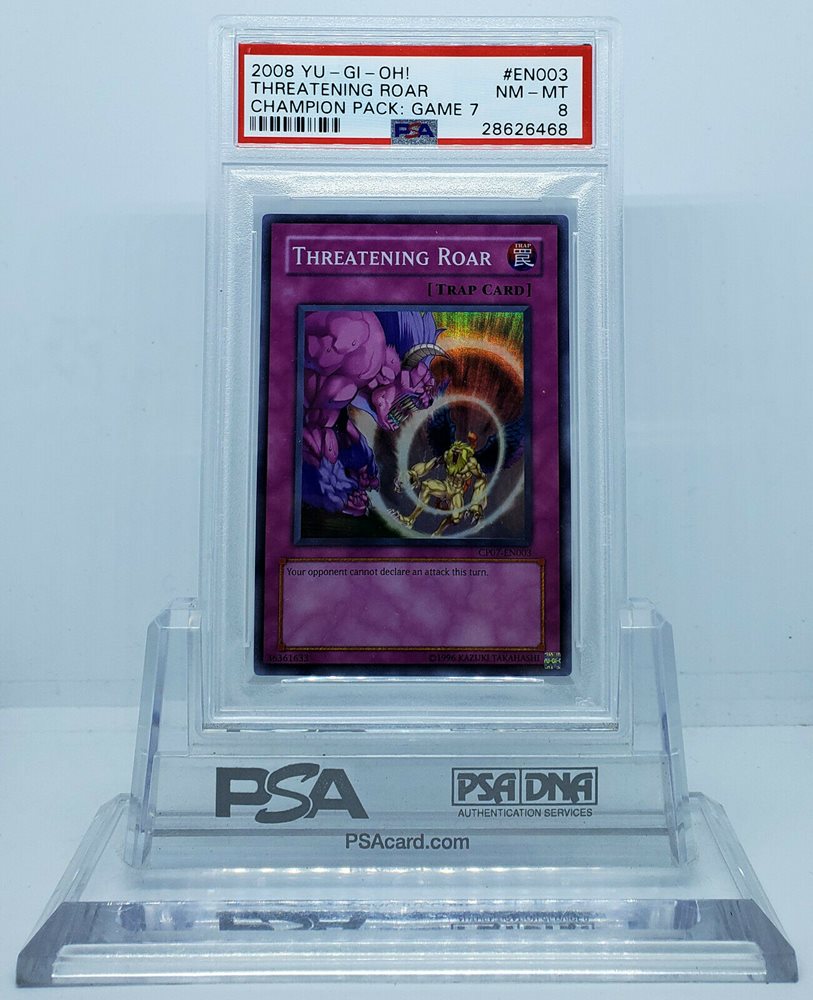 2008 YU-GI-OH! #EN003
THREATENING ROAR NM-MT
CHAMPION PACK: GAME 7 8
PSA 28626468
THREATENING ROAR
TRAP
罠
[TRAP CARD]
CP07-EN003
Your opponent cannot declare an attack this turn.
36361633 ©1996 KAZUKI TAKAHASHI
PSA PSA DNA
AUTHENTICATION SERVICES
PSAcard.com